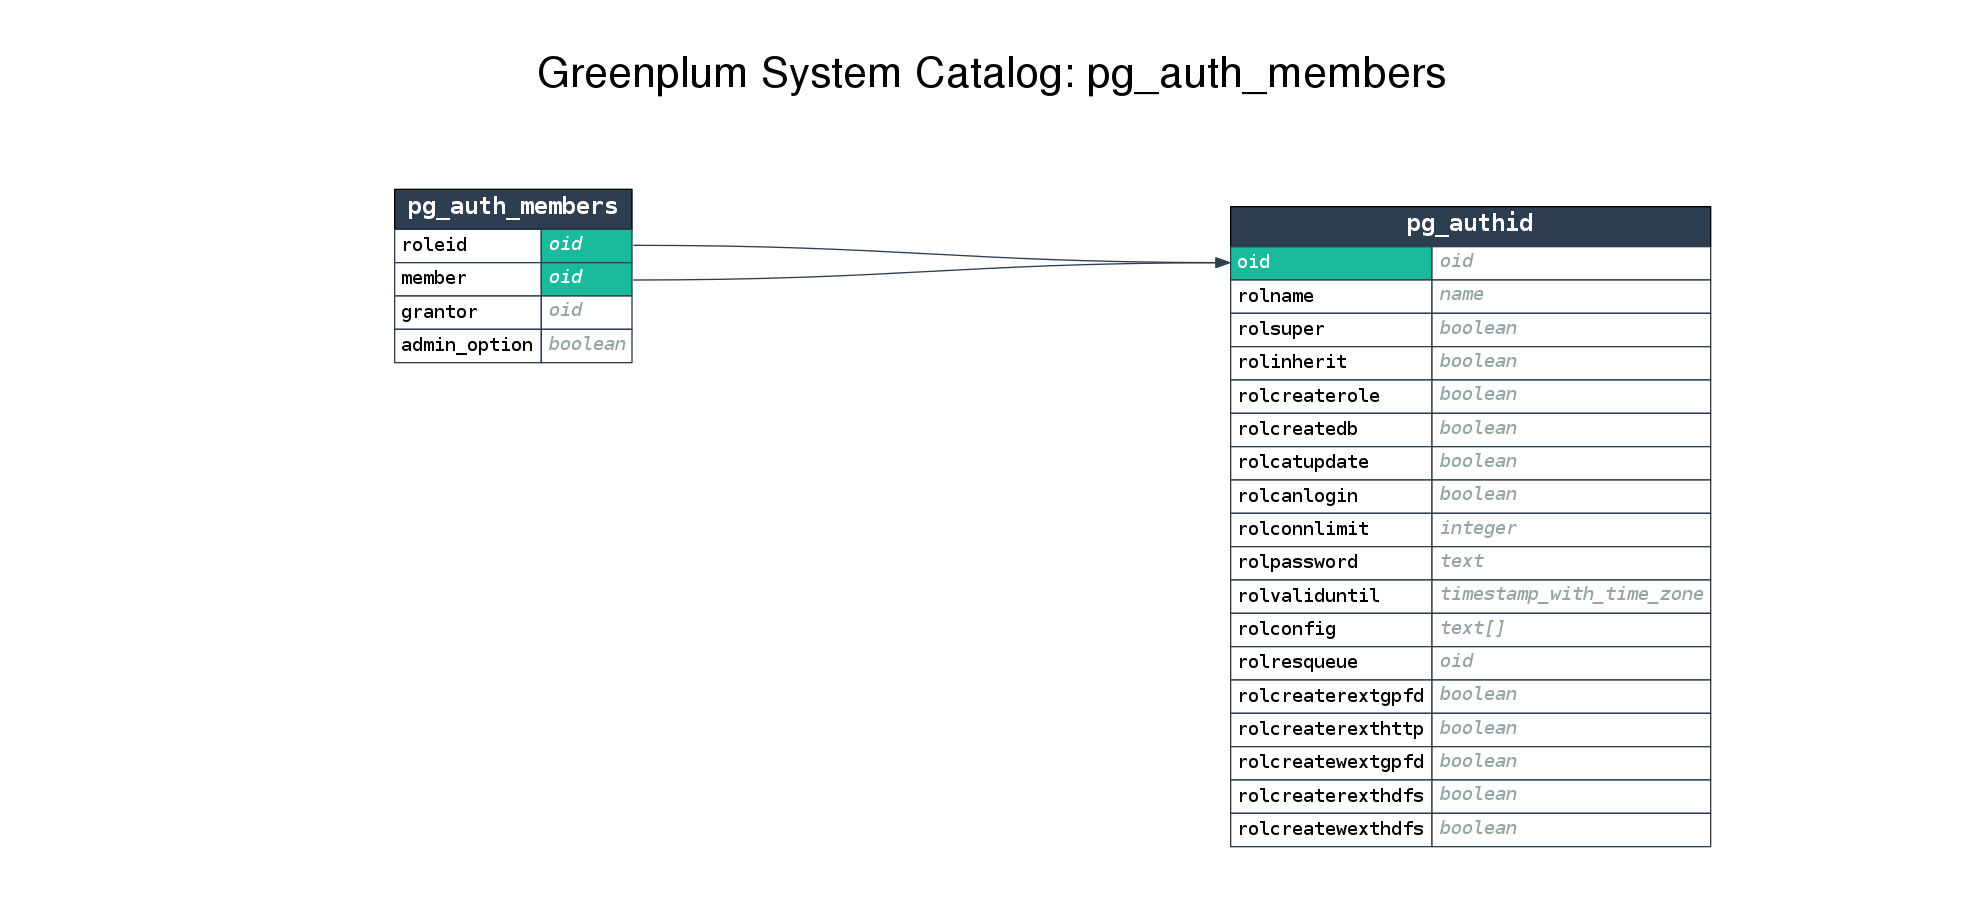 Greenplum System Catalog: pg_auth_members
pg_auth_members
roleid oid
member oid
grantor oid
admin_option boolean
pg_authid
oid oid
rolname name
rolsuper boolean
rolinherit boolean
rolcreaterole boolean
rolcreatedb boolean
rolcatupdate boolean
rolcanlogin boolean
rolconnlimit integer
rolpassword text
rolvaliduntil timestamp_with_time_zone
rolconfig text[]
rolresqueue oid
rolcreaterextgpfd boolean
rolcreaterexthttp boolean
rolcreatewextgpfd boolean
rolcreaterexthdfs boolean
rolcreatewexthdfs boolean